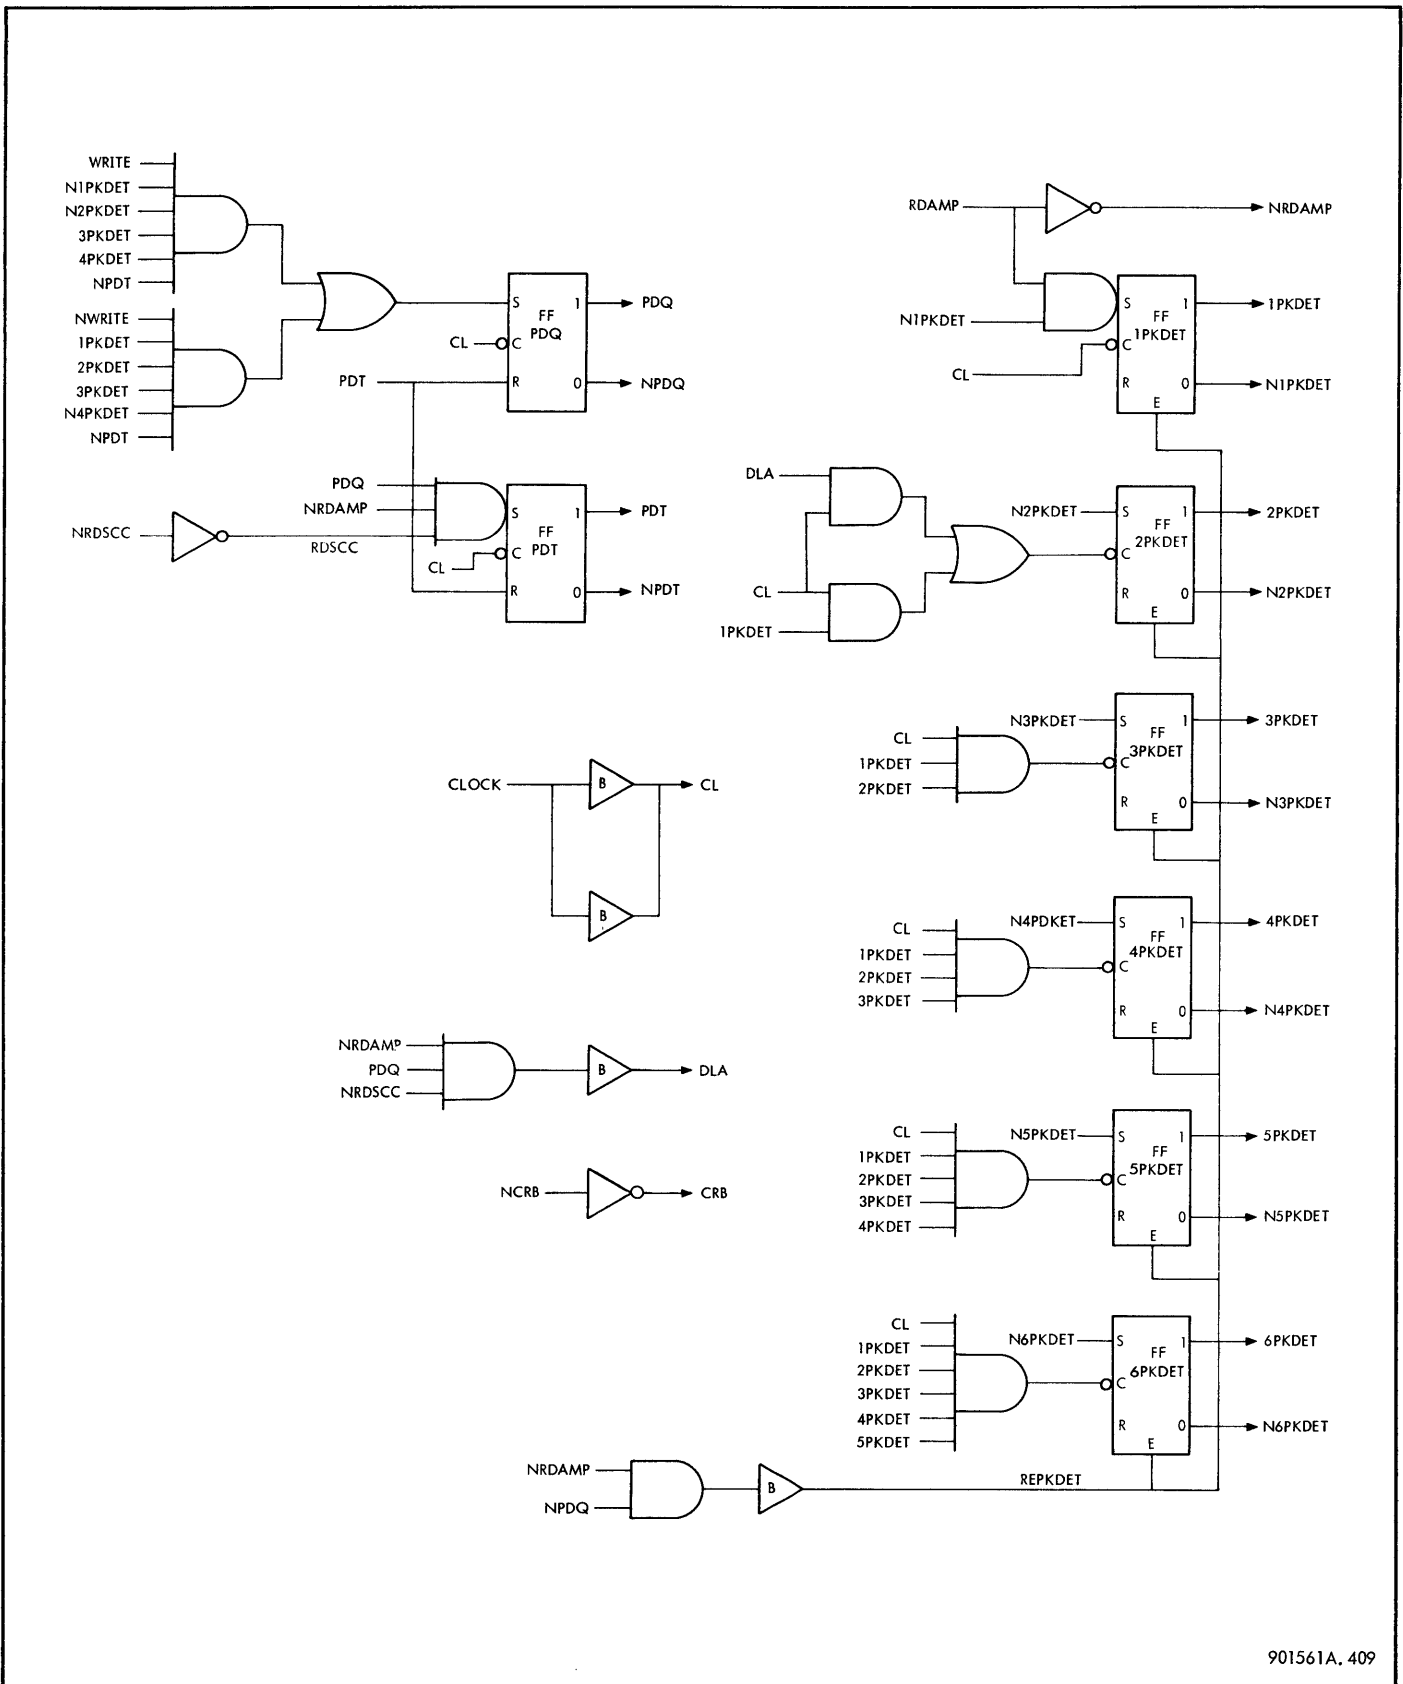 WRITE
N1PKDET
N2PKDET
3PKDET
4PKDET
NPDT
NWRITE
1PKDET
2PKDET
3PKDET
N4PKDET
NPDT
S 1
FF
PDQ
CL C
PDT R 0
PDQ
NPDQ
PDQ
NRDAMP
NRDSCC
RDSCC
S 1
FF
PDT
CL C
R 0
PDT
NPDT
CLOCK B CL
B
NRDAMP
PDQ
NRDSCC
B DLA
NCRB CRB
NRDAMP
NPDQ
B
REPKDET
RDAMP NRDAMP
N1PKDET
CL
S 1
FF
1PKDET
C
R 0
E
1PKDET
N1PKDET
DLA
CL
1PKDET
N2PKDET S 1
FF
2PKDET
C
R 0
E
2PKDET
N2PKDET
CL
1PKDET
2PKDET
N3PKDET S 1
FF
3PKDET
C
R 0
E
3PKDET
N3PKDET
CL
1PKDET
2PKDET
3PKDET
N4PDKET S 1
FF
4PKDET
C
R 0
E
4PKDET
N4PKDET
CL
1PKDET
2PKDET
3PKDET
4PKDET
N5PKDET S 1
FF
5PKDET
C
R 0
E
5PKDET
N5PKDET
CL
1PKDET
2PKDET
3PKDET
4PKDET
5PKDET
N6PKDET S 1
FF
6PKDET
C
R 0
E
6PKDET
N6PKDET
901561A.409